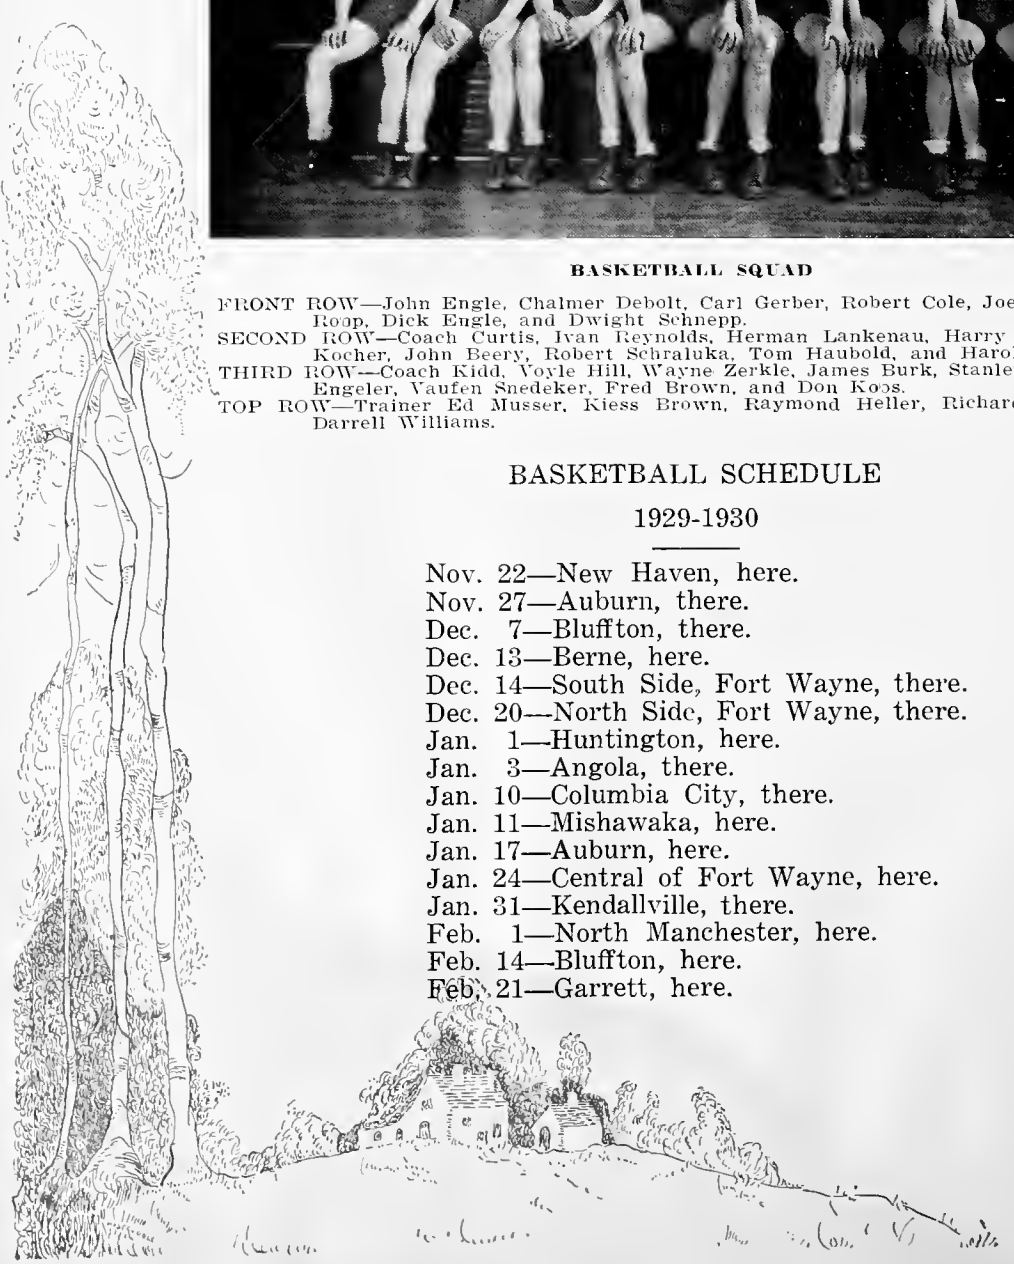 BASKETBALL SQUAD
FRONT ROW—John Engle, Chalmer Debolt, Carl Gerber, Robert Cole, Joe
Roop, Dick Engle, and Dwight Schnepp.
SECOND ROW—Coach Curtis, Ivan Reynolds, Herman Lankenau, Harry
Kocher, John Beery, Robert Schraluka, Tom Haubold, and Haro
THIRD ROW—Coach Kidd, Voyle Hill, Wayne Zerkle, James Burk, Stanle
Engeler, Vaufen Snedeker, Fred Brown, and Don Koos.
TOP ROW—Trainer Ed Musser, Kiess Brown, Raymond Heller, Richar
Darrell Williams.
BASKETBALL SCHEDULE
1929-1930
Nov. 22—New Haven, here.
Nov. 27—Auburn, there.
Dec. 7—Bluffton, there.
Dec. 13—Berne, here.
Dec. 14—South Side, Fort Wayne, there.
Dec. 20—North Side, Fort Wayne, there.
Jan. 1—Huntington, here.
Jan. 3—Angola, there.
Jan. 10—Columbia City, there.
Jan. 11—Mishawaka, here.
Jan. 17—Auburn, here.
Jan. 24—Central of Fort Wayne, here.
Jan. 31—Kendallville, there.
Feb. 1—North Manchester, here.
Feb. 14—Bluffton, here.
Feb. 21—Garrett, here.